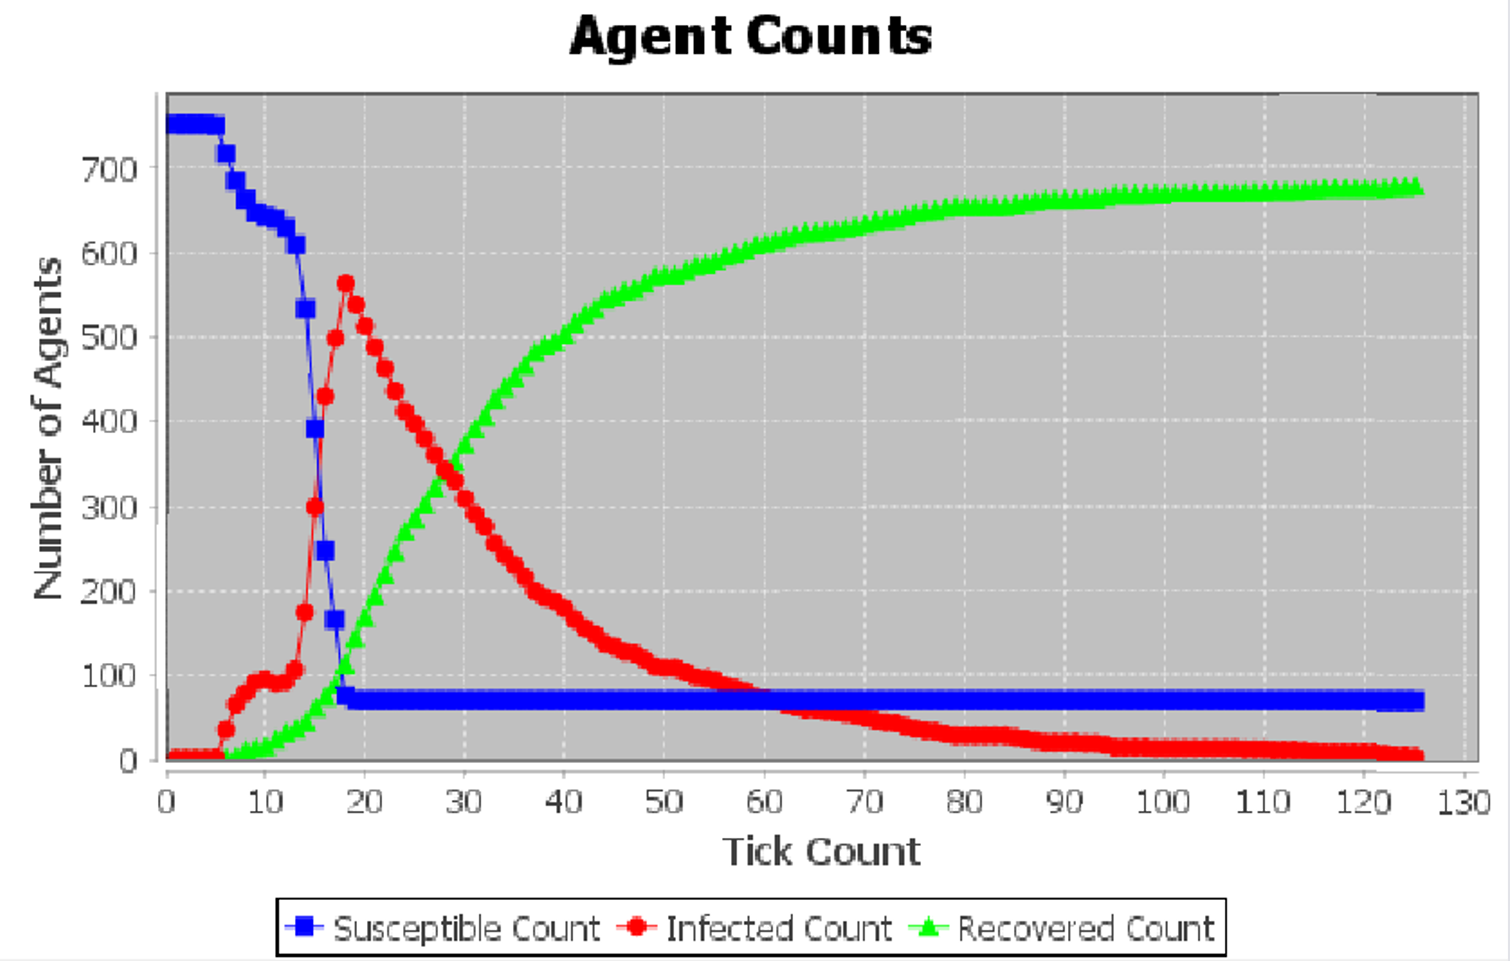 Agent Counts
700
600
500
400
300
200
100
0
Number of Agents
0 10 20 30 40 50 60 70 80 90 100 110 120 130
Tick Count
Susceptible Count Infected Count Recovered Count